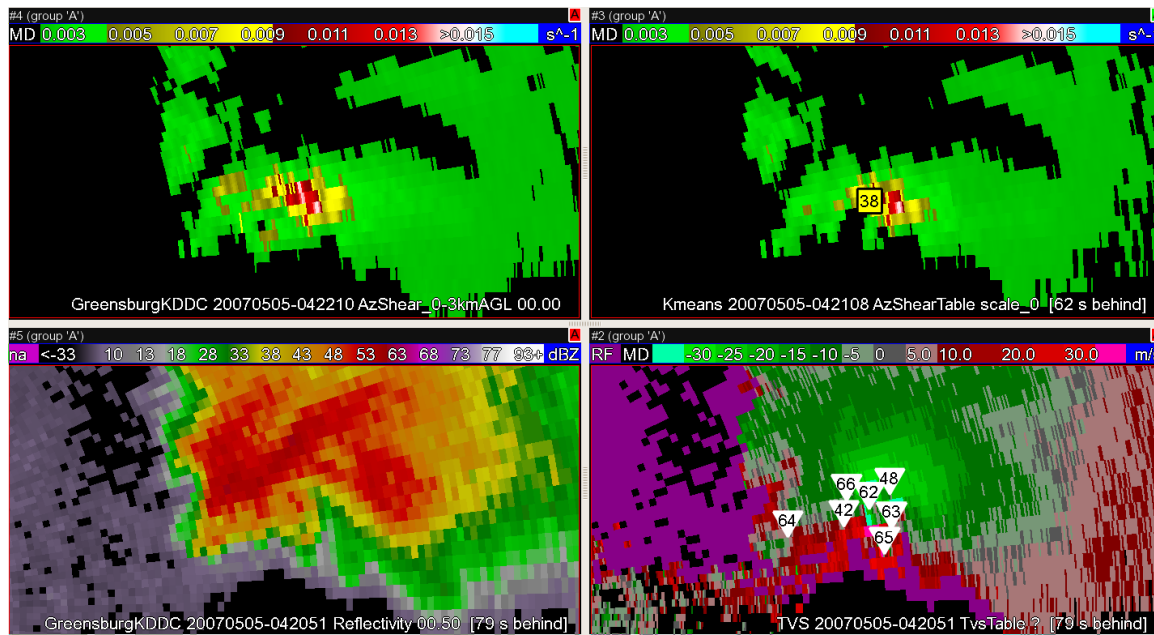 #4 (group 'A')
A
MD 0.003 0.005 0.007 0.009 0.011 0.013 >0.015 s^-1
GreensburgKDDC 20070505-042210 AzShear_0-3kmAGL 00.00
#3 (group 'A')
MD 0.003 0.005 0.007 0.009 0.011 0.013 >0.015 s^-
38
Kmeans 20070505-042108 AzShearTable scale_0 [62 s behind]
#5 (group 'A')
A
na <-33 10 13 18 28 33 38 43 48 53 63 68 73 77 93+ dBZ
GreensburgKDDC 20070505-042051 Reflectivity 00.50 [79 s behind]
#2 (group 'A')
RF MD -30 -25 -20 -15 -10 -5 0 5.0 10.0 20.0 30.0 m/
66
48
62
42
63
64
65
TVS 20070505-042051 TvsTable ? [79 s behind]